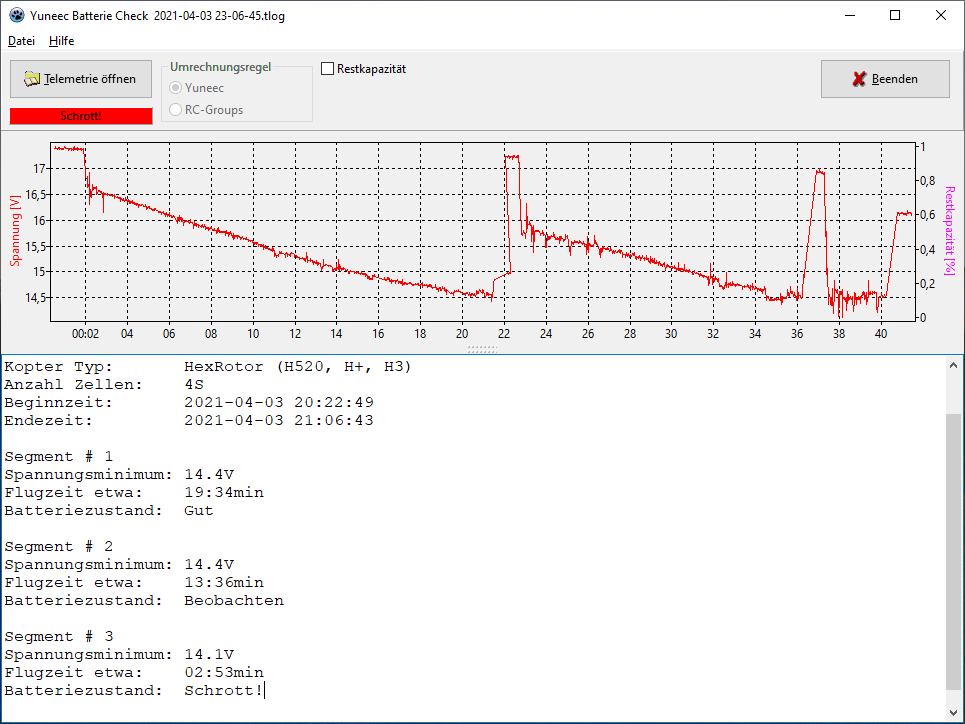 Yuneec Batterie Check 2021-04-03 23-06-45.tlog
Datei Hilfe
Telemetrie öffnen
Umrechnungsregel
Yuneec
RC-Groups
Restkapazität
Beenden
Schrott!
Spannung [V]
17
16,5
16
15,5
15
14,5
1
0,8
0,6
0,4
0,2
0
Restkapazität [%]
00:02 04 06 08 10 12 14 16 18 20 22 24 26 28 30 32 34 36 38 40
Kopter Typ: HexRotor (H520, H+, H3)
Anzahl Zellen: 4S
Beginnzeit: 2021-04-03 20:22:49
Endezeit: 2021-04-03 21:06:43
Segment # 1
Spannungsminimum: 14.4V
Flugzeit etwa: 19:34min
Batteriezustand: Gut
Segment # 2
Spannungsminimum: 14.4V
Flugzeit etwa: 13:36min
Batteriezustand: Beobachten
Segment # 3
Spannungsminimum: 14.1V
Flugzeit etwa: 02:53min
Batteriezustand: Schrott!